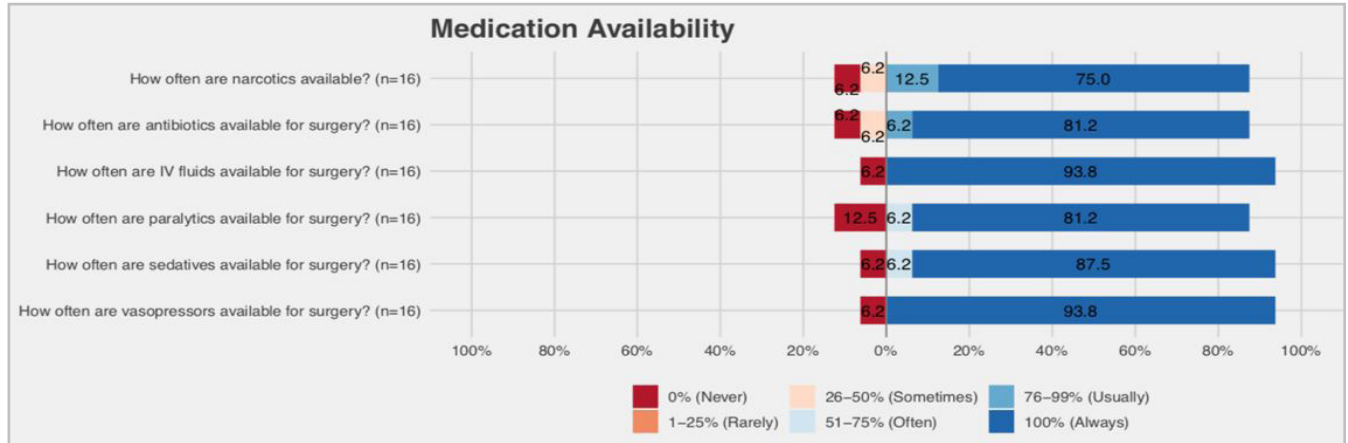 Medication Availability
How often are narcotics available? (n=16) 6.2 6.2 12.5 75.0
How often are antibiotics available for surgery? (n=16) 6.2 6.2 6.2 81.2
How often are IV fluids available for surgery? (n=16) 6.2 93.8
How often are paralytics available for surgery? (n=16) 12.5 6.2 81.2
How often are sedatives available for surgery? (n=16) 6.2 6.2 87.5
How often are vasopressors available for surgery? (n=16) 6.2 93.8
100% 80% 60% 40% 20% 0% 20% 40% 60% 80% 100%
0% (Never) 26–50% (Sometimes) 76–99% (Usually)
1–25% (Rarely) 51–75% (Often) 100% (Always)